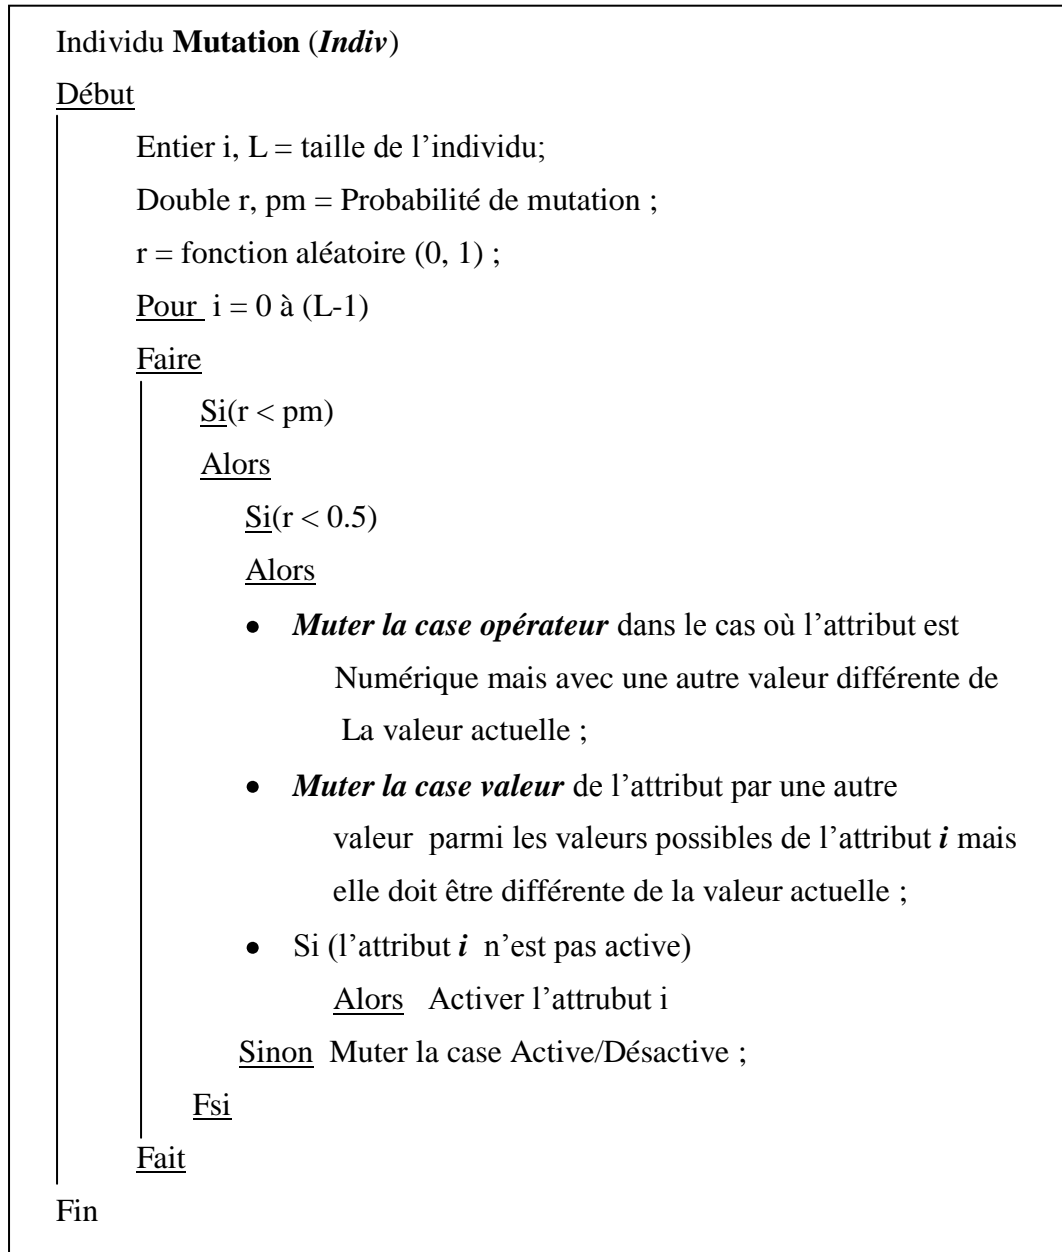 Individu Mutation (Indiv)
Début
Entier i, L = taille de l’individu;
Double r, pm = Probabilité de mutation ;
r = fonction aléatoire (0, 1) ;
Pour i = 0 à (L-1)
Faire
Si(r < pm)
Alors
Si(r < 0.5)
Alors
• Muter la case opérateur dans le cas où l’attribut est
Numérique mais avec une autre valeur différente de
La valeur actuelle ;
• Muter la case valeur de l’attribut par une autre
valeur parmi les valeurs possibles de l’attribut i mais
elle doit être différente de la valeur actuelle ;
• Si (l’attribut i n’est pas active)
Alors Activer l’attrubut i
Sinon Muter la case Active/Désactive ;
Fsi
Fait
Fin